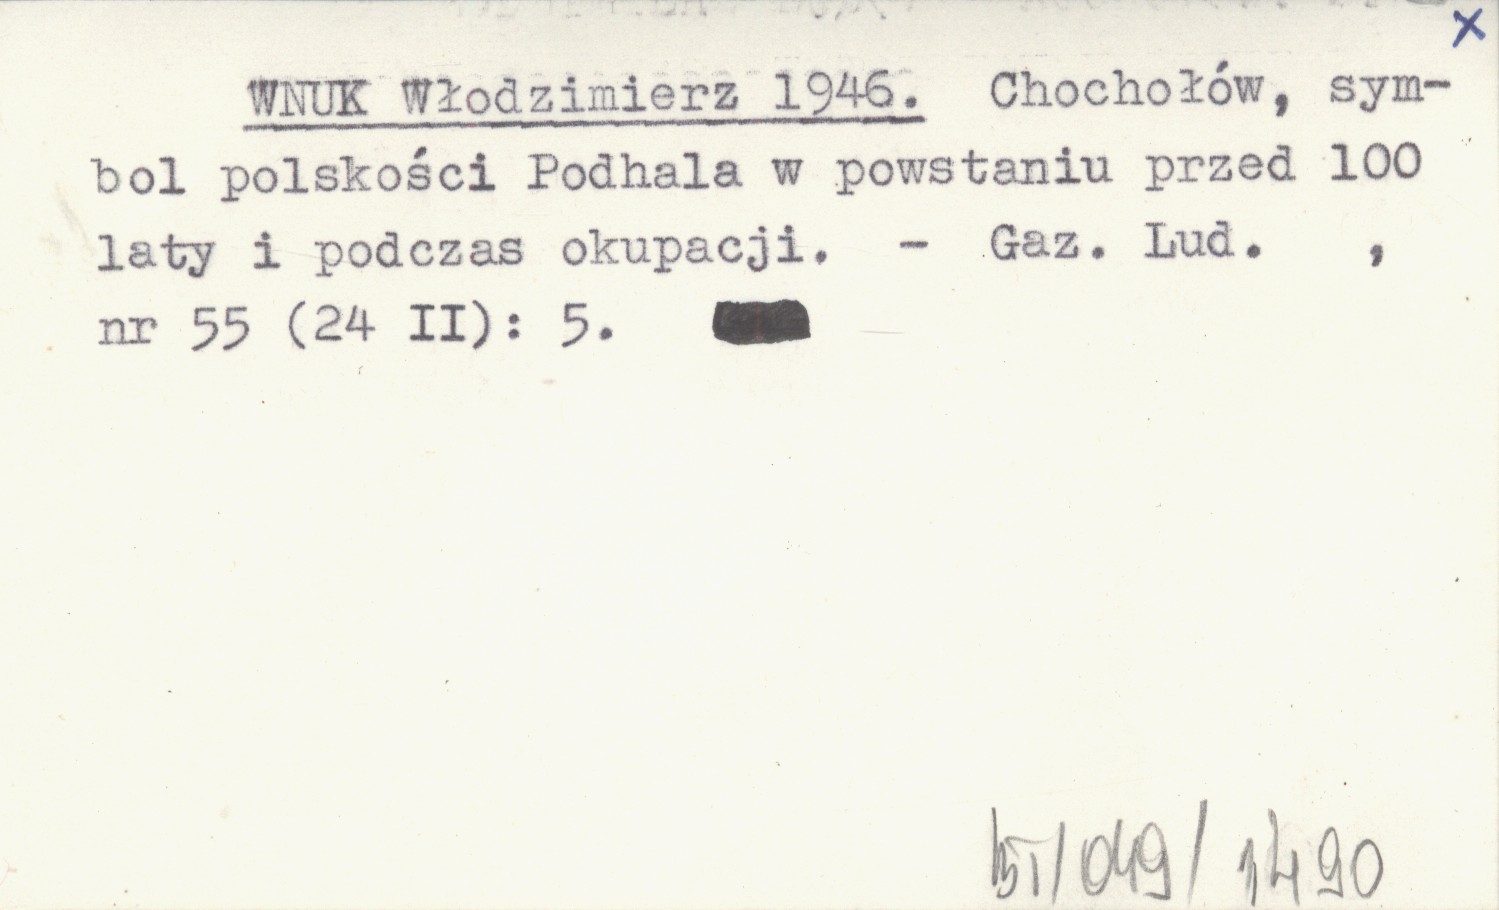 x
WNUK Włodzimierz 1946. Chochołów, sym-
bol polskości Podhala w powstaniu przed 100
laty i podczas okupacji. - Gaz. Lud. ,
nr 55 (24 II): 5.
/049/1490